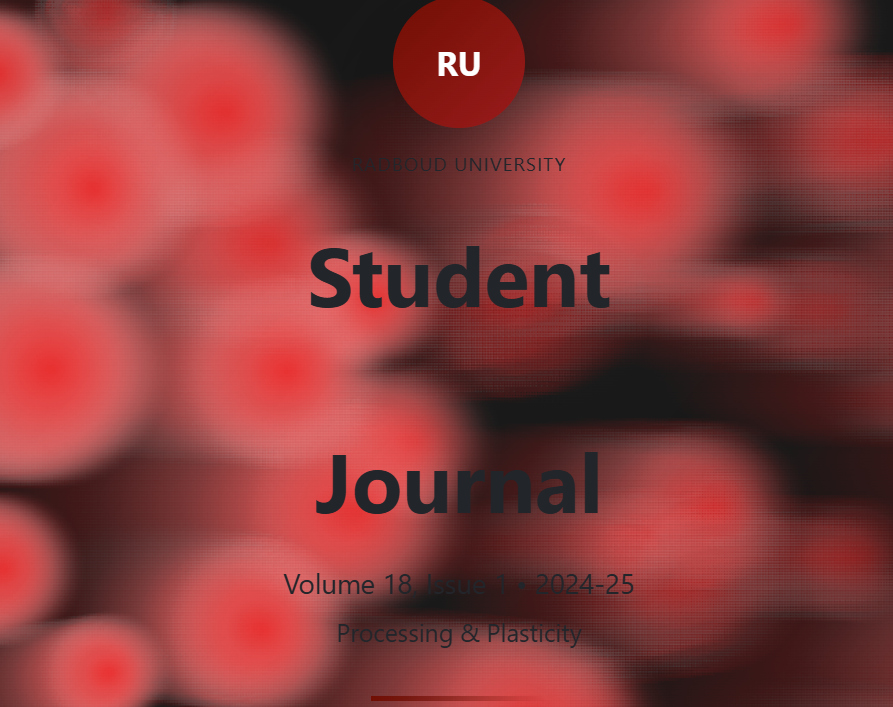 RU
RADBOUD UNIVERSITY
Student
Journal
Volume 18, Issue 1 • 2024-25
Processing & Plasticity